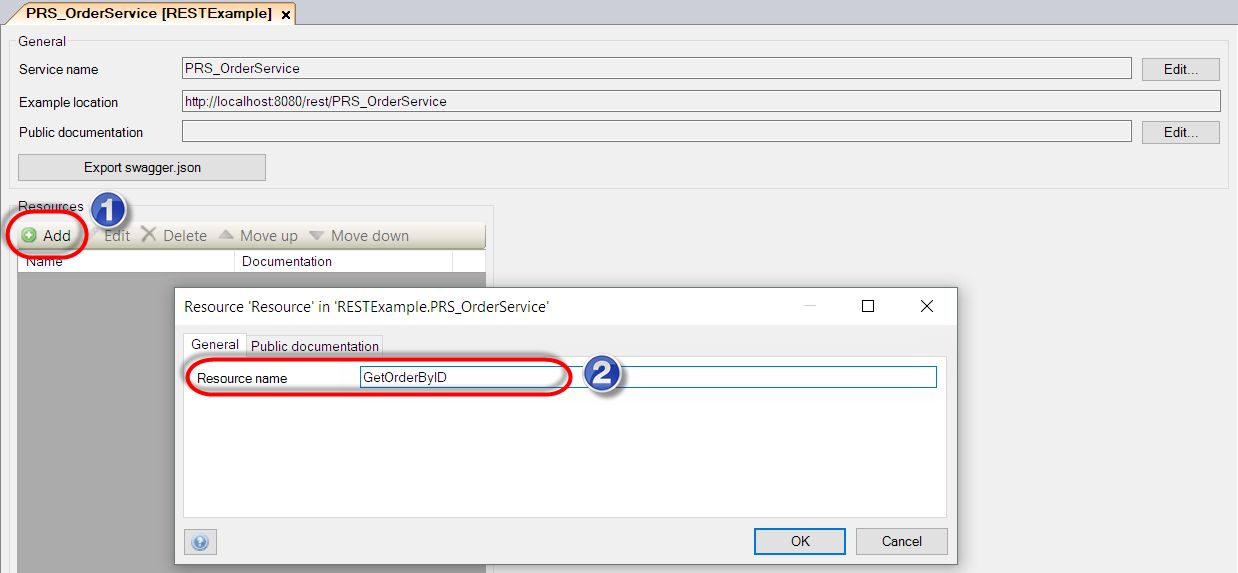 PRS_OrderService [RESTExample]
General
Service name PRS_OrderService Edit...
Example location http://localhost:8080/rest/PRS_OrderService
Public documentation Edit...
Export swagger.json
Resources 1
Add Edit Delete Move up Move down
Name Documentation
Resource 'Resource' in 'RESTExample.PRS_OrderService'
General Public documentation
Resource name GetOrderByID 2
OK Cancel